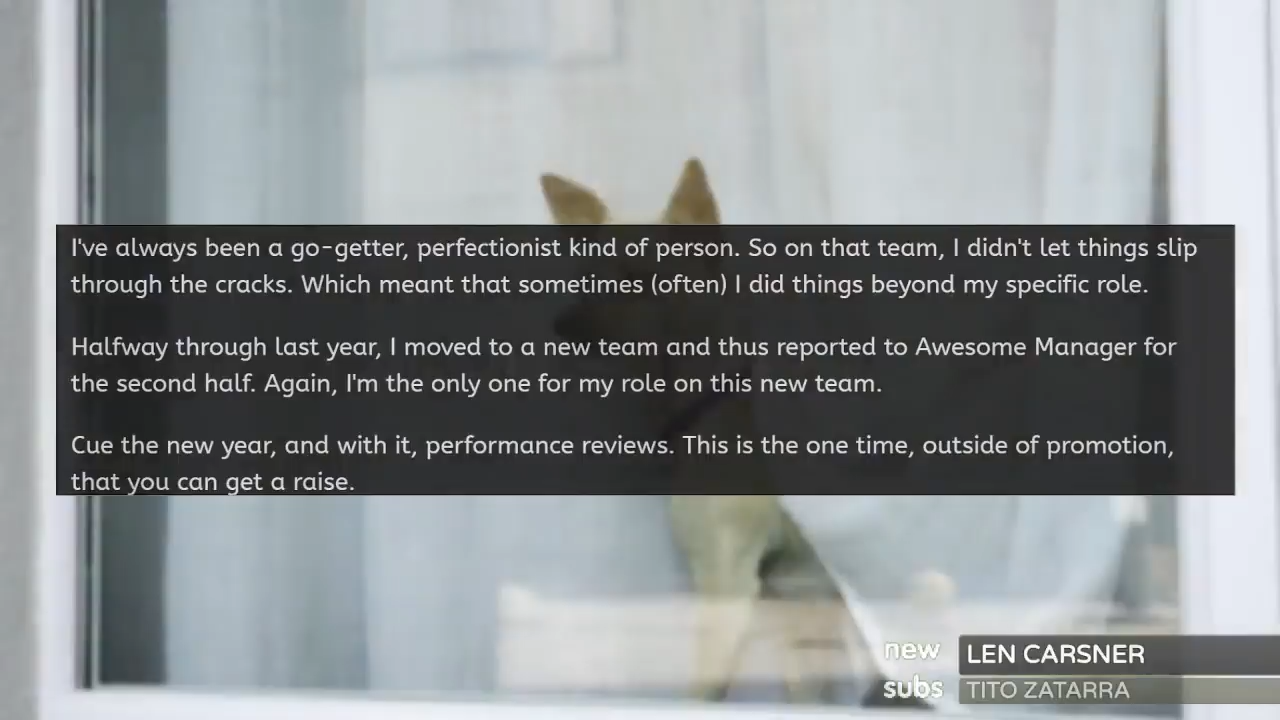 I've always been a go-getter, perfectionist kind of person. So on that team, I didn't let things slip
through the cracks. Which meant that sometimes (often) I did things beyond my specific role.
Halfway through last year, I moved to a new team and thus reported to Awesome Manager for
the second half. Again, I'm the only one for my role on this new team.
Cue the new year, and with it, performance reviews. This is the one time, outside of promotion,
that you can get a raise.
new LEN CARSNER
subs TITO ZATARRA